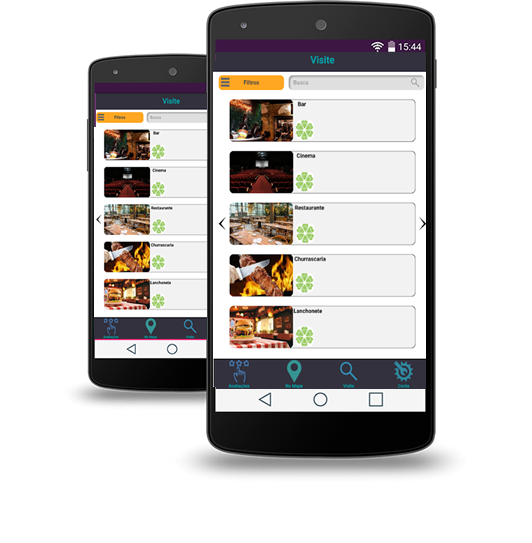 Visite
Filtros
Busca
Bar
Cinema
Restaurante
Churrascaria
Lanchonete
Avaliações
No Mapa
Visite
15:44
Visite
Filtros
Busca
Bar
Cinema
Restaurante
Churrascaria
Lanchonete
Avaliações
No Mapa
Visite